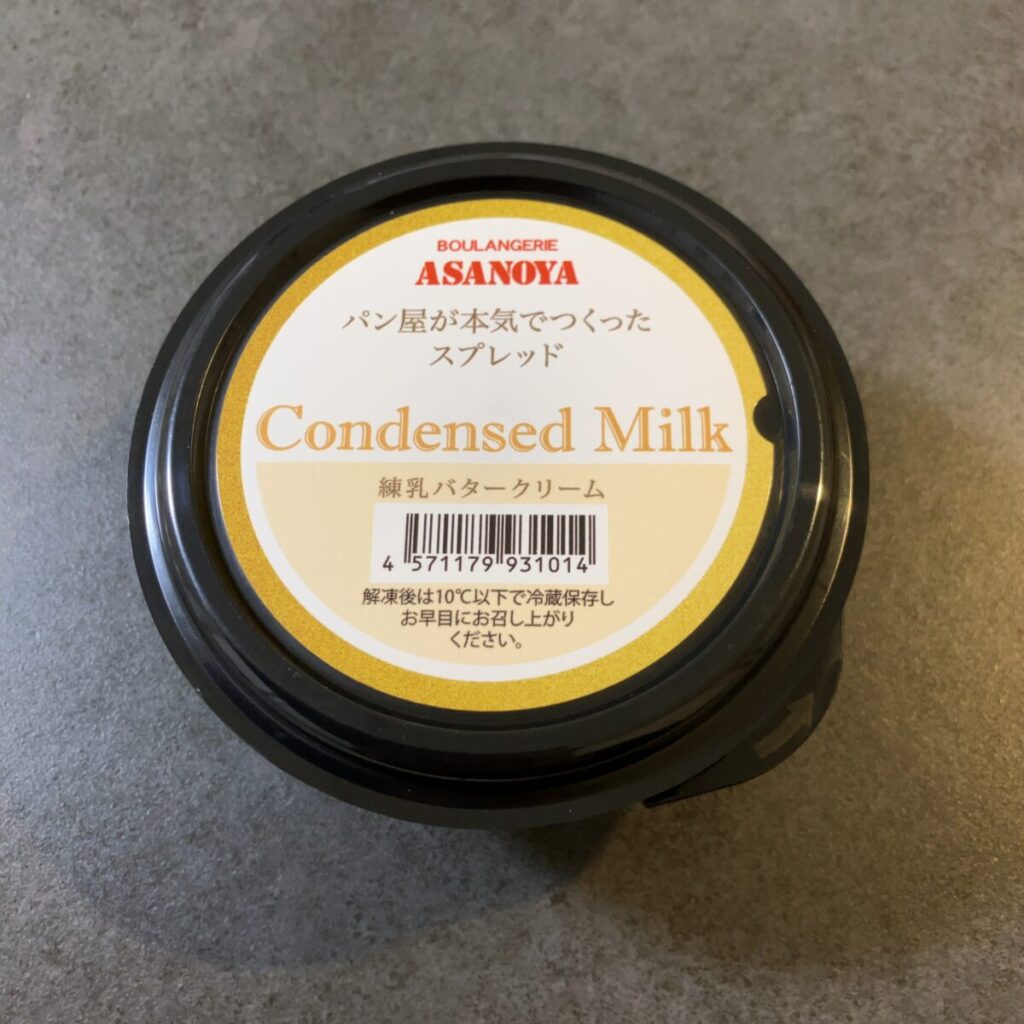 BOULANGERIE
ASANOYA
パン屋が本気でつくった
スプレッド
Condensed Milk
練乳バタークリーム
4 571179 931014
解凍後は10℃以下で冷蔵保存し
お早目にお召し上がり
ください。